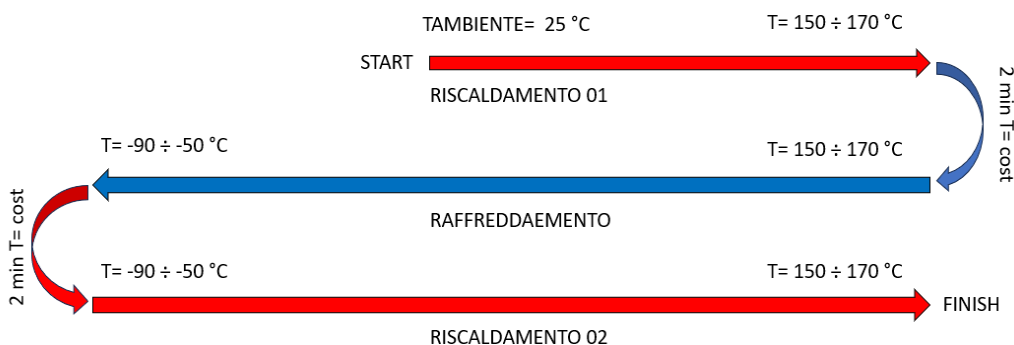 TAMBIENTE= 25 °C
T= 150 ÷ 170 °C
START
RISCALDAMENTO 01
2 min T= cost
T= -90 ÷ -50 °C
T= 150 ÷ 170 °C
RAFFREDDAEMENTO
2 min T= cost
T= -90 ÷ -50 °C
T= 150 ÷ 170 °C
FINISH
RISCALDAMENTO 02